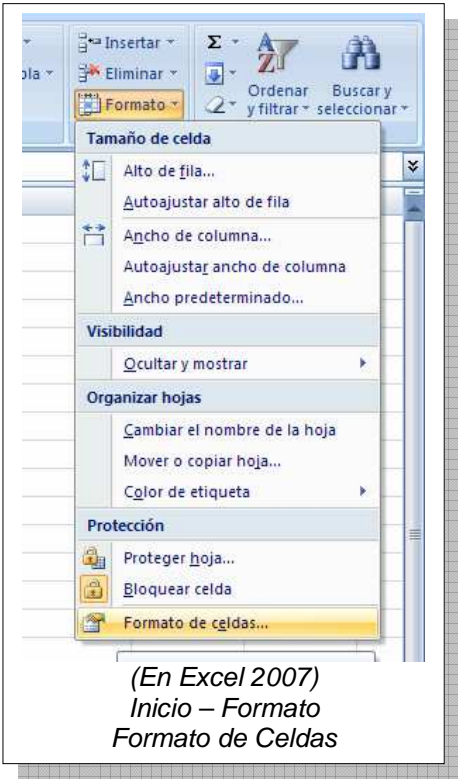 Insertar
Σ
bla
Eliminar
Ordenar y filtrar
Buscar y seleccionar
Formato
Tamaño de celda
Alto de fila...
Autoajustar alto de fila
Ancho de columna...
Autoajustar ancho de columna
Ancho predeterminado...
Visibilidad
Ocultar y mostrar
Organizar hojas
Cambiar el nombre de la hoja
Mover o copiar hoja...
Color de etiqueta
Protección
Proteger hoja...
Bloquear celda
Formato de celdas...
(En Excel 2007)
Inicio – Formato
Formato de Celdas